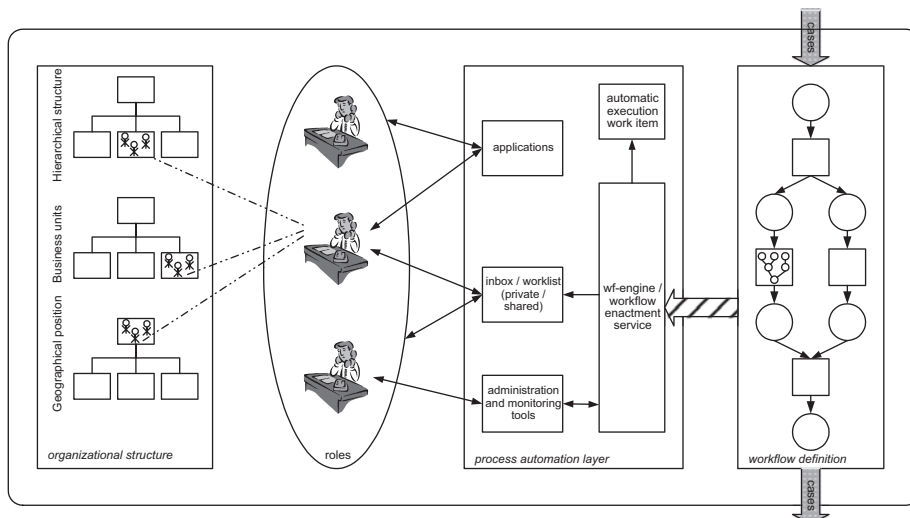 cases
Hierarchical structure
Business units
Geographical position
organizational structure
roles
applications
inbox / worklist
(private /
shared)
administration
and monitoring
tools
automatic
execution
work item
wf-engine /
workflow
enactment
service
process automation layer
workflow definition
cases